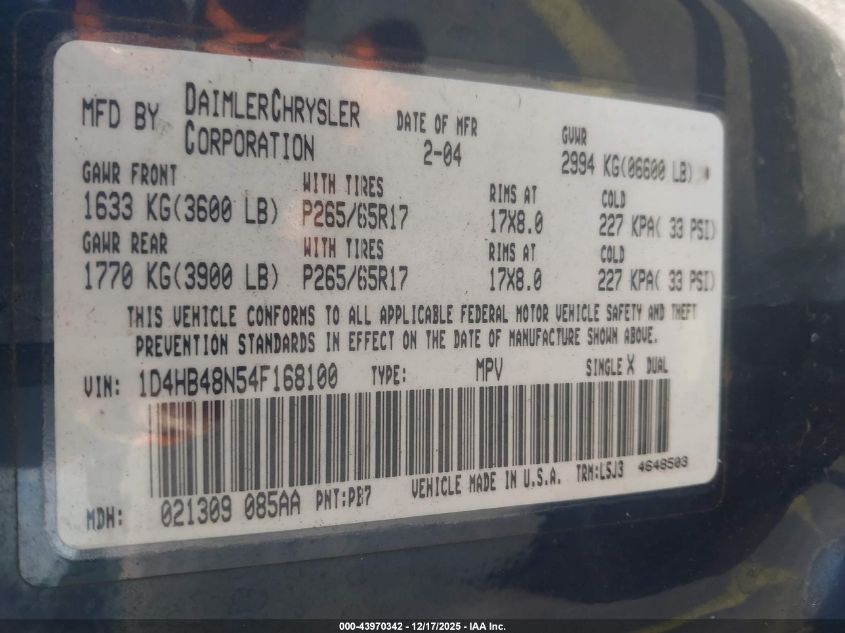 MFD BY DAIMLERCHRYSLER CORPORATION DATE OF MFR 2-04 GVWR 2994 KG(06600 LB)
GAWR FRONT WITH TIRES RIMS AT COLD
1633 KG(3600 LB) P265/65R17 17X8.0 227 KPA( 33 PSI)
GAWR REAR WITH TIRES RIMS AT COLD
1770 KG(3900 LB) P265/65R17 17X8.0 227 KPA( 33 PSI)
THIS VEHICLE CONFORMS TO ALL APPLICABLE FEDERAL MOTOR VEHICLE SAFETY AND THEFT
PREVENTION STANDARDS IN EFFECT ON THE DATE OF MANUFACTURE SHOWN ABOVE.
VIN: 1D4HB48N54F168100 TYPE: MPV SINGLE X DUAL
MDH: 021309 085AA PNT:PB7 VEHICLE MADE IN U.S.A. TRM:L5J3 4648503
000-43970342 - 12/17/2025 - IAA Inc.